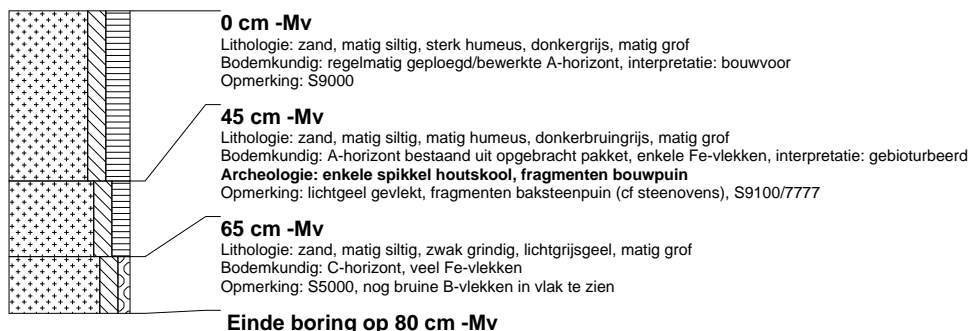 0 cm -Mv
Lithologie: zand, matig siltig, sterk humeus, donkergrijs, matig grof
Bodemkundig: regelmatig geploegd/bewerkte A-horizont, interpretatie: bouwvoor
Opmerking: S9000
45 cm -Mv
Lithologie: zand, matig siltig, matig humeus, donkerbruingrijs, matig grof
Bodemkundig: A-horizont bestaand uit opgebracht pakket, enkele Fe-vlekken, interpretatie: gebioturbeerd
Archeologie: enkele spikkel houtskool, fragmenten bouwpuin
Opmerking: lichtgeel gevlekt, fragmenten baksteenpuin (cf steenovens), S9100/7777
65 cm -Mv
Lithologie: zand, matig siltig, zwak grindig, lichtgrijsgeel, matig grof
Bodemkundig: C-horizont, veel Fe-vlekken
Opmerking: S5000, nog bruine B-vlekken in vlak te zien
Einde boring op 80 cm -Mv